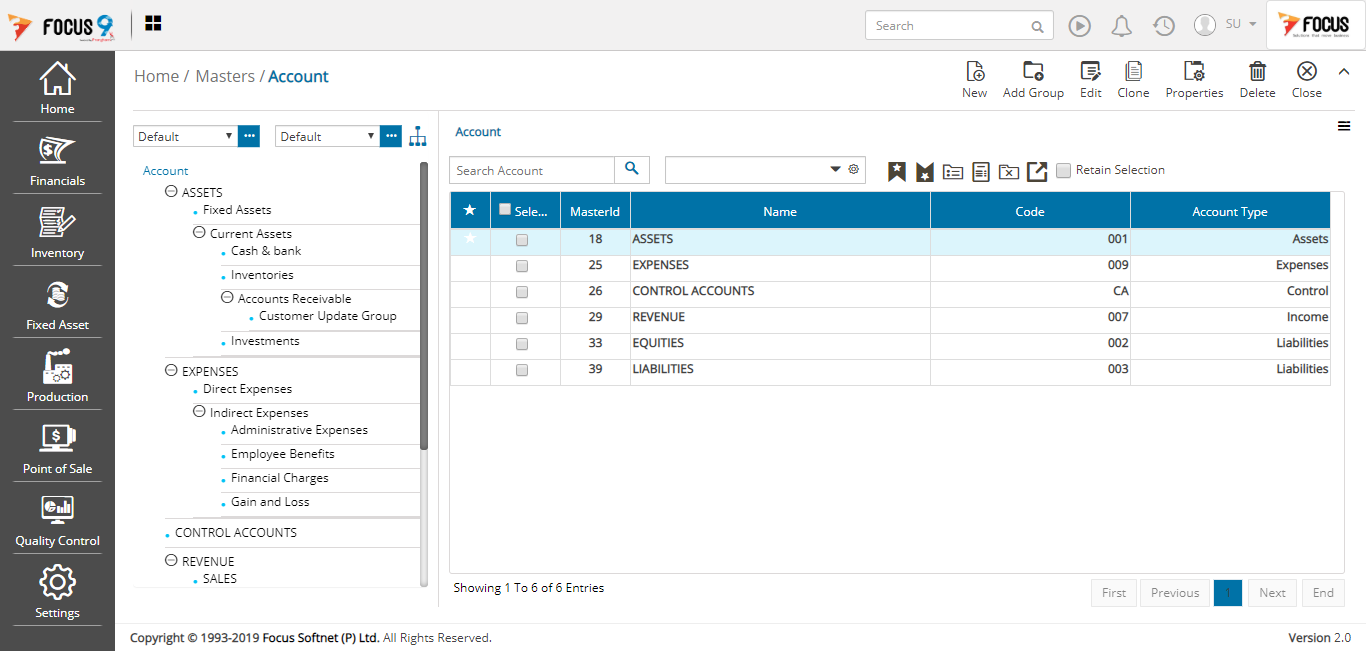 FOCUS 9
Search
SU
FOCUS
Home
Financials
Inventory
Fixed Asset
Production
Point of Sale
Quality Control
Settings
Home / Masters / Account
New
Add Group
Edit
Clone
Properties
Delete
Close
Default
Default
Account
ASSETS
Fixed Assets
Current Assets
Cash & bank
Inventories
Accounts Receivable
Customer Update Group
Investments
EXPENSES
Direct Expenses
Indirect Expenses
Administrative Expenses
Employee Benefits
Financial Charges
Gain and Loss
CONTROL ACCOUNTS
REVENUE
SALES
Account
Search Account
Retain Selection
Sele... MasterId Name Code Account Type
18 ASSETS 001 Assets
25 EXPENSES 009 Expenses
26 CONTROL ACCOUNTS CA Control
29 REVENUE 007 Income
33 EQUITIES 002 Liabilities
39 LIABILITIES 003 Liabilities
Showing 1 To 6 of 6 Entries
First Previous 1 Next End
Copyright © 1993-2019 Focus Softnet (P) Ltd. All Rights Reserved.
Version 2.0